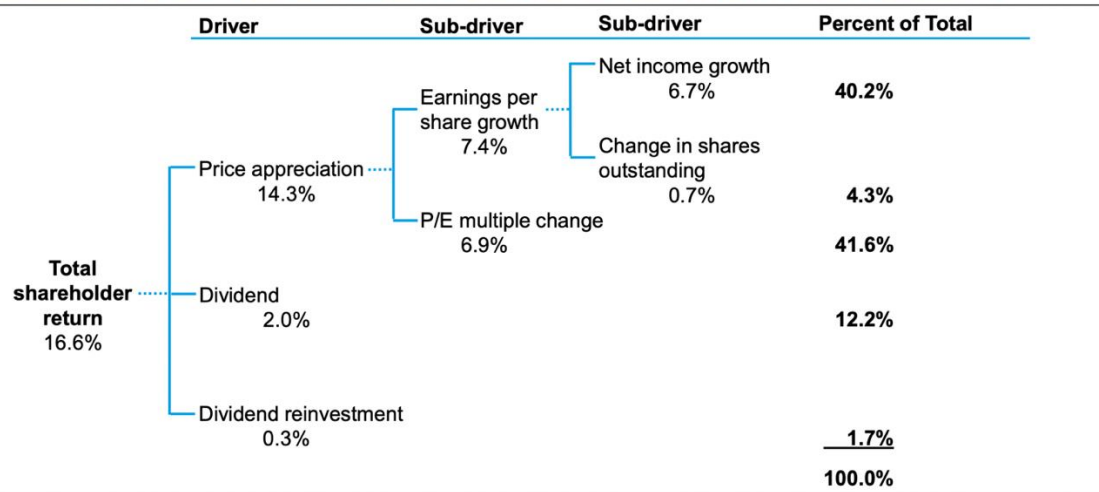 Driver Sub-driver Sub-driver Percent of Total
Net income growth
6.7% 40.2%
Earnings per
share growth
7.4%
Change in shares
outstanding
0.7% 4.3%
Price appreciation
14.3%
P/E multiple change
6.9% 41.6%
Total
shareholder
return
16.6%
Dividend
2.0% 12.2%
Dividend reinvestment
0.3% 1.7%
100.0%